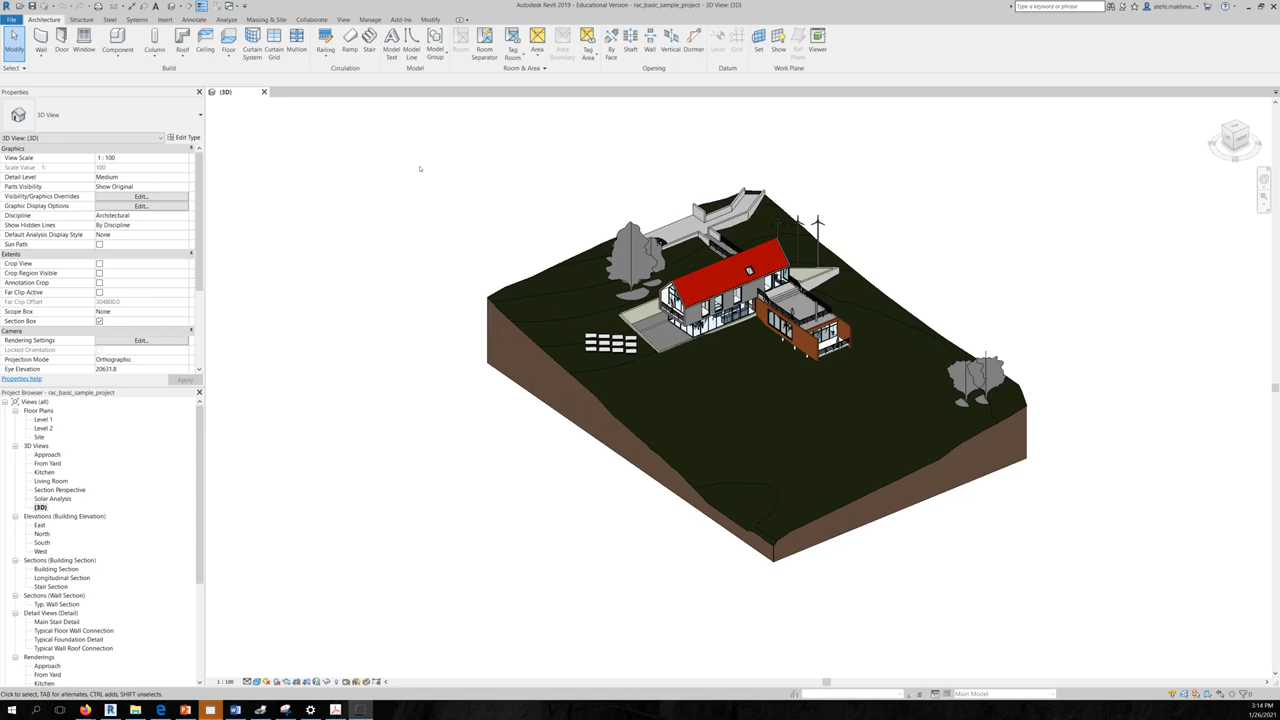 Autodesk Revit 2019 - Educational Version - rac_basic_sample_project - 3D View: {3D}
Type a keyword or phrase
atefe.makhma...
File Architecture Structure Steel Systems Insert Annotate Analyze Massing & Site Collaborate View Manage Add-Ins Modify
Modify Wall Door Window Component Column Roof Ceiling Floor Curtain System Curtain Grid Mullion Railing Ramp Stair Model Text Model Line Model Group Room Room Separator Tag Room Area Area Boundary Tag Area By Face Shaft Wall Vertical Dormer Level Grid Set Show Ref Plane Viewer
Select Build Circulation Model Room & Area Opening Datum Work Plane
Properties
{3D}
3D View
3D View: {3D} Edit Type
Graphics
View Scale 1 : 100
Scale Value 1: 100
Detail Level Medium
Parts Visibility Show Original
Visibility/Graphics Overrides Edit...
Graphic Display Options Edit...
Discipline Architectural
Show Hidden Lines By Discipline
Default Analysis Display Style None
Sun Path
Extents
Crop View
Crop Region Visible
Annotation Crop
Far Clip Active
Far Clip Offset 304800.0
Scope Box None
Section Box
Camera
Rendering Settings Edit...
Locked Orientation
Projection Mode Orthographic
Eye Elevation 20631.8
Properties help Apply
Project Browser - rac_basic_sample_project
Views (all)
Floor Plans
Level 1
Level 2
Site
3D Views
Approach
From Yard
Kitchen
Living Room
Section Perspective
Solar Analysis
{3D}
Elevations (Building Elevation)
East
North
South
West
Sections (Building Section)
Building Section
Longitudinal Section
Stair Section
Sections (Wall Section)
Typ. Wall Section
Detail Views (Detail)
Main Stair Detail
Typical Floor Wall Connection
Typical Foundation Detail
Typical Wall Roof Connection
Renderings
Approach
From Yard
Kitchen
1 : 100
Click to select, TAB for alternates, CTRL adds, SHIFT unselects.
:0
Main Model
:0
3:14 PM
1/26/2021